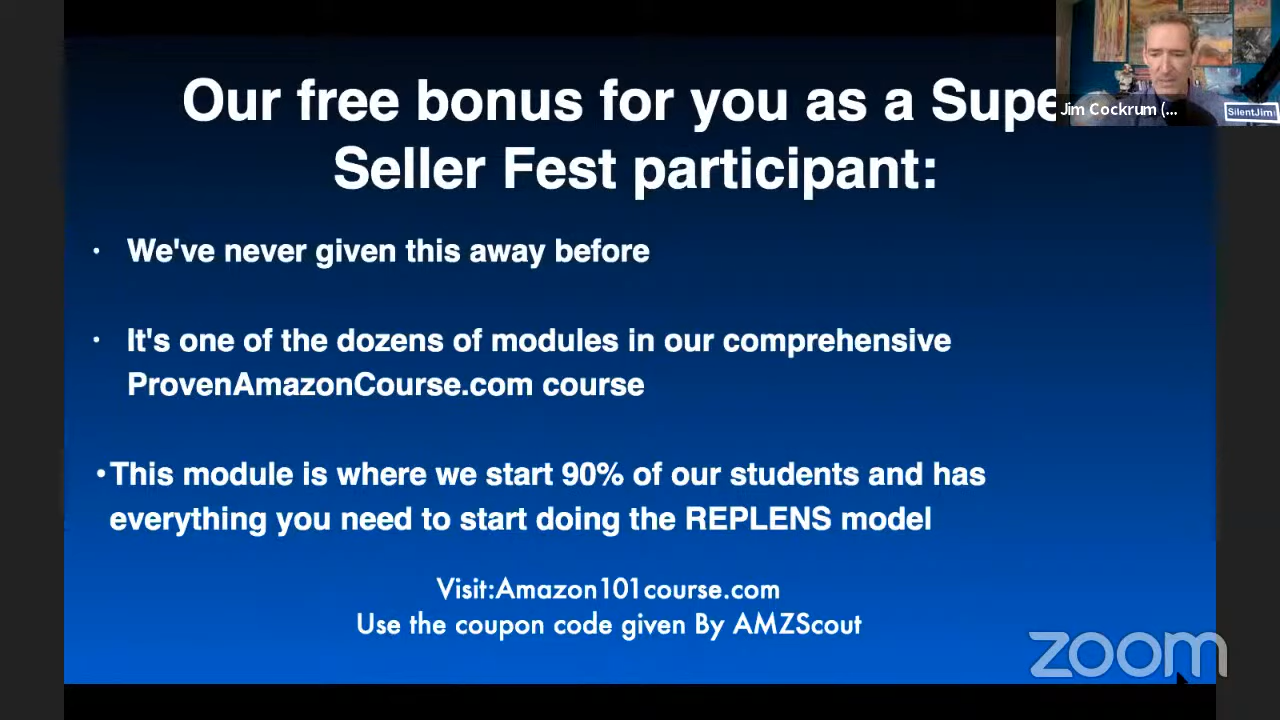 Our free bonus for you as a Supe
Seller Fest participant:
Jim Cockrum (...
SilentJim
· We've never given this away before
· It's one of the dozens of modules in our comprehensive
ProvenAmazonCourse.com course
•This module is where we start 90% of our students and has
everything you need to start doing the REPLENS model
Visit:Amazon101course.com
Use the coupon code given By AMZScout
zoom